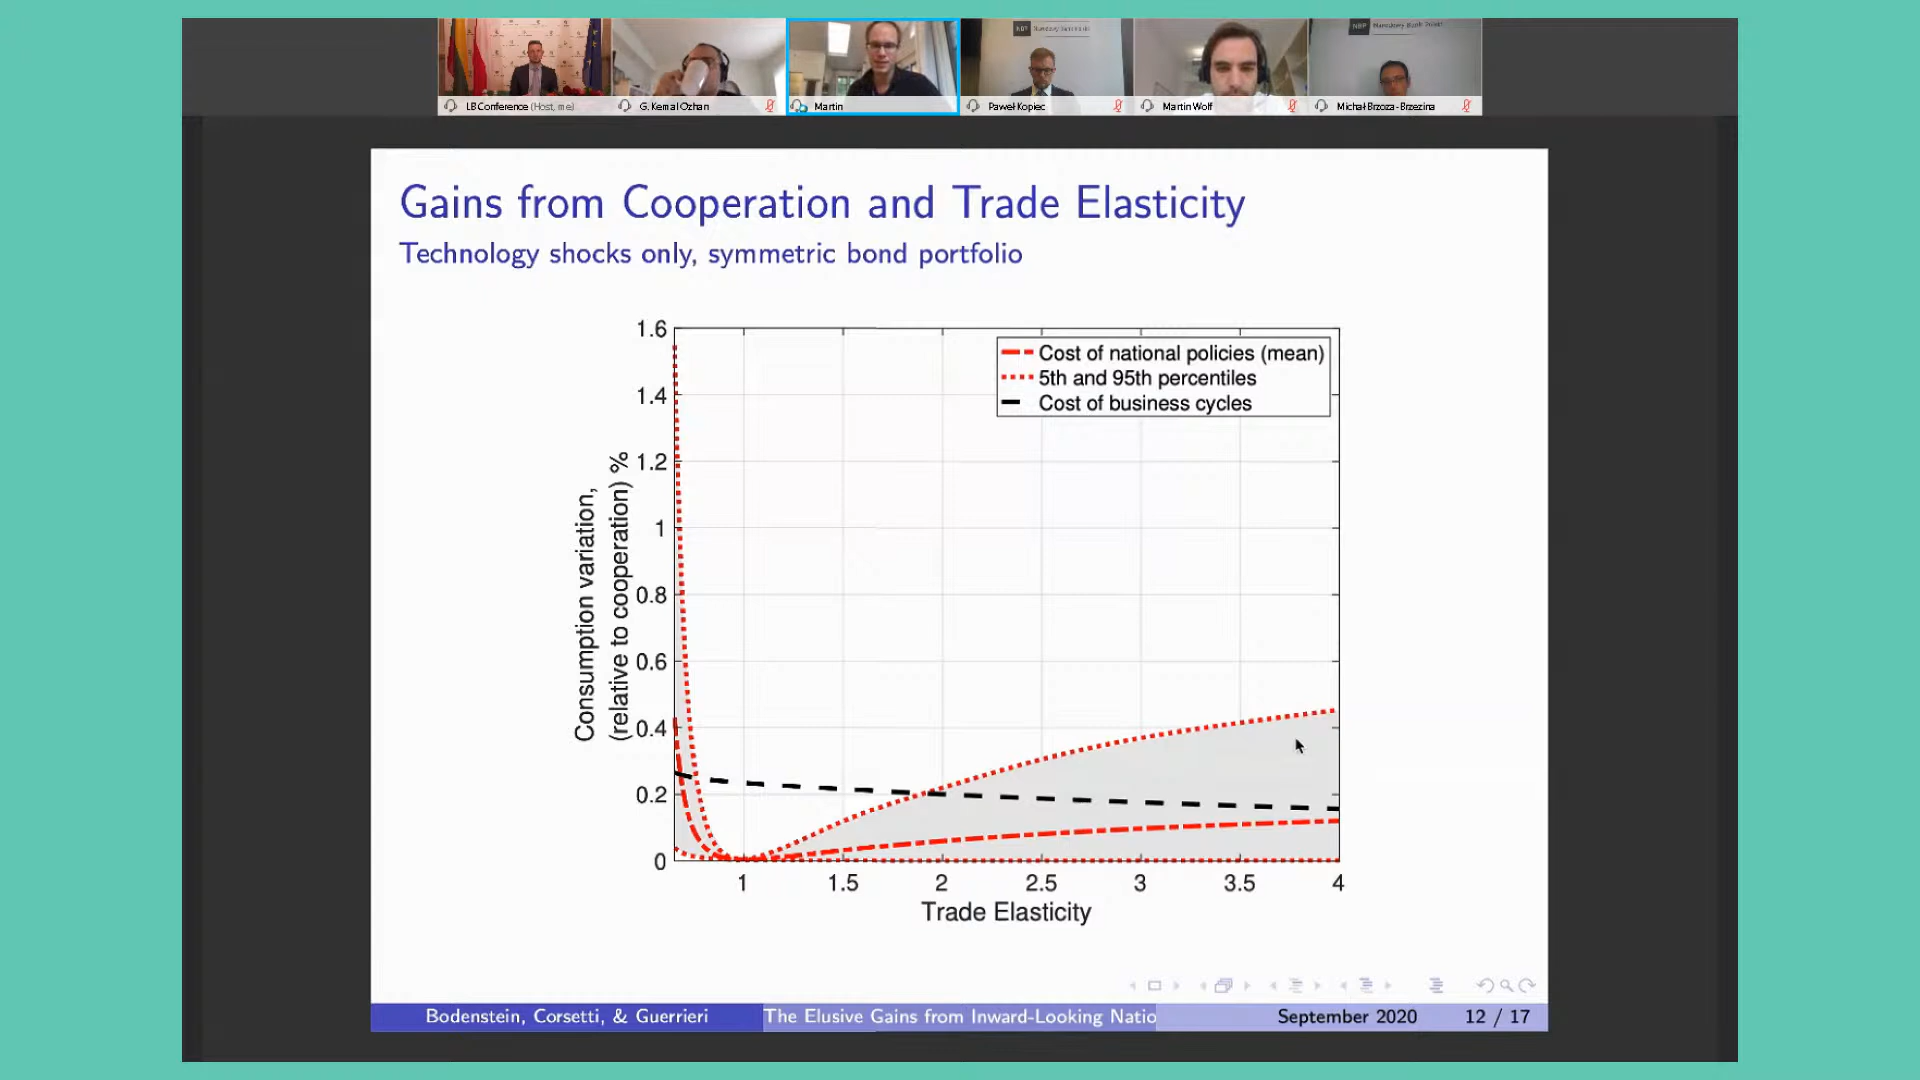 LB Conference (Host, me)
G. Kemal Ozhan
Martin
Paweł Kopiec
Martin Wolf
Michał Brzoza-Brzezina
Gains from Cooperation and Trade Elasticity
Technology shocks only, symmetric bond portfolio
Cost of national policies (mean)
5th and 95th percentiles
Cost of business cycles
Consumption variation,
(relative to cooperation) %
1.6
1.4
1.2
1
0.8
0.6
0.4
0.2
0
1 1.5 2 2.5 3 3.5 4
Trade Elasticity
Bodenstein, Corsetti, & Guerrieri The Elusive Gains from Inward-Looking Natio September 2020 12 / 17